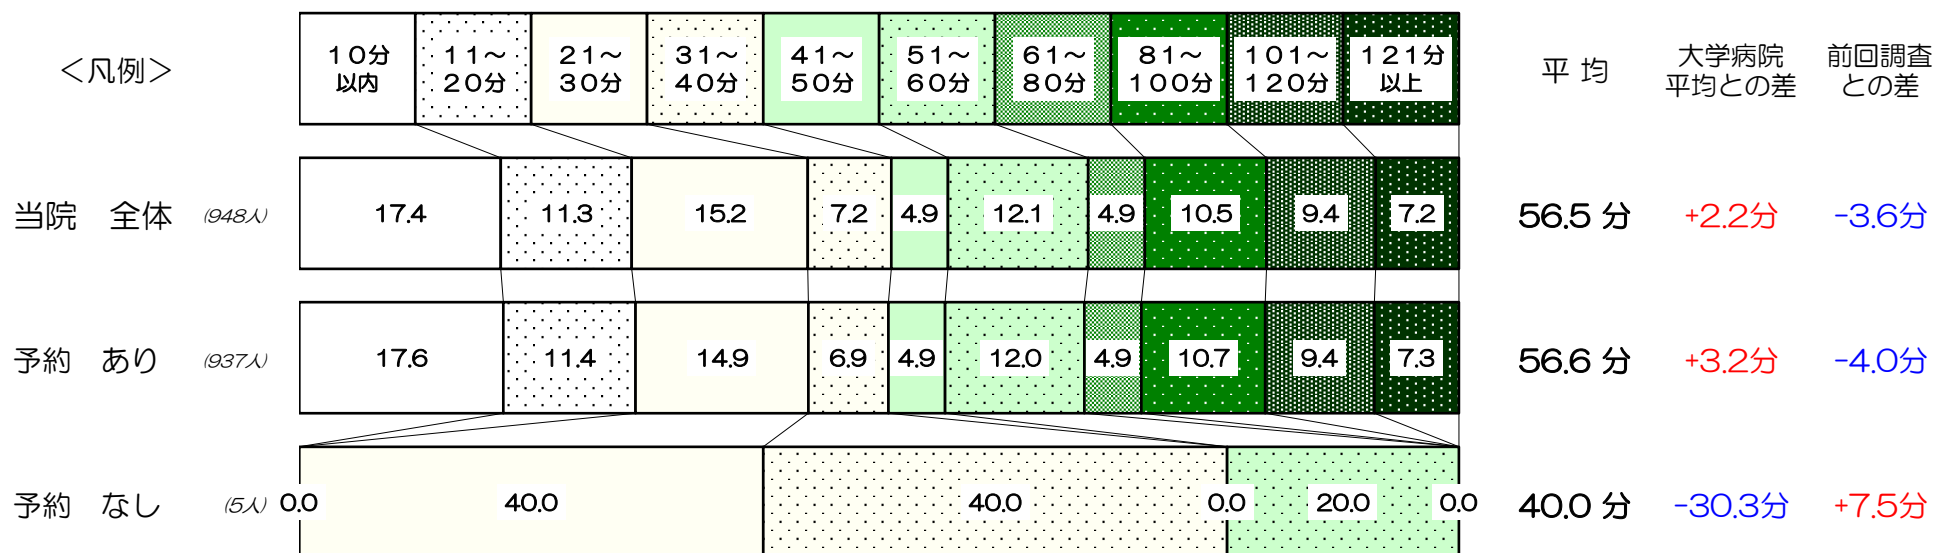 ＜凡例＞
１０分
以内
１１～
２０分
２１～
３０分
３１～
４０分
４１～
５０分
５１～
６０分
６１～
８０分
８１～
１００分
１０１～
１２０分
１２１分
以上
平 均
大学病院
平均との差
前回調査
との差
当院　全体 (948人) 17.4 11.3 15.2 7.2 4.9 12.1 4.9 10.5 9.4 7.2 56.5 分 +2.2分 -3.6分
予約　あり (937人) 17.6 11.4 14.9 6.9 4.9 12.0 4.9 10.7 9.4 7.3 56.6 分 +3.2分 -4.0分
予約　なし (5人) 0.0 40.0 40.0 0.0 20.0 0.0 40.0 分 -30.3分 +7.5分